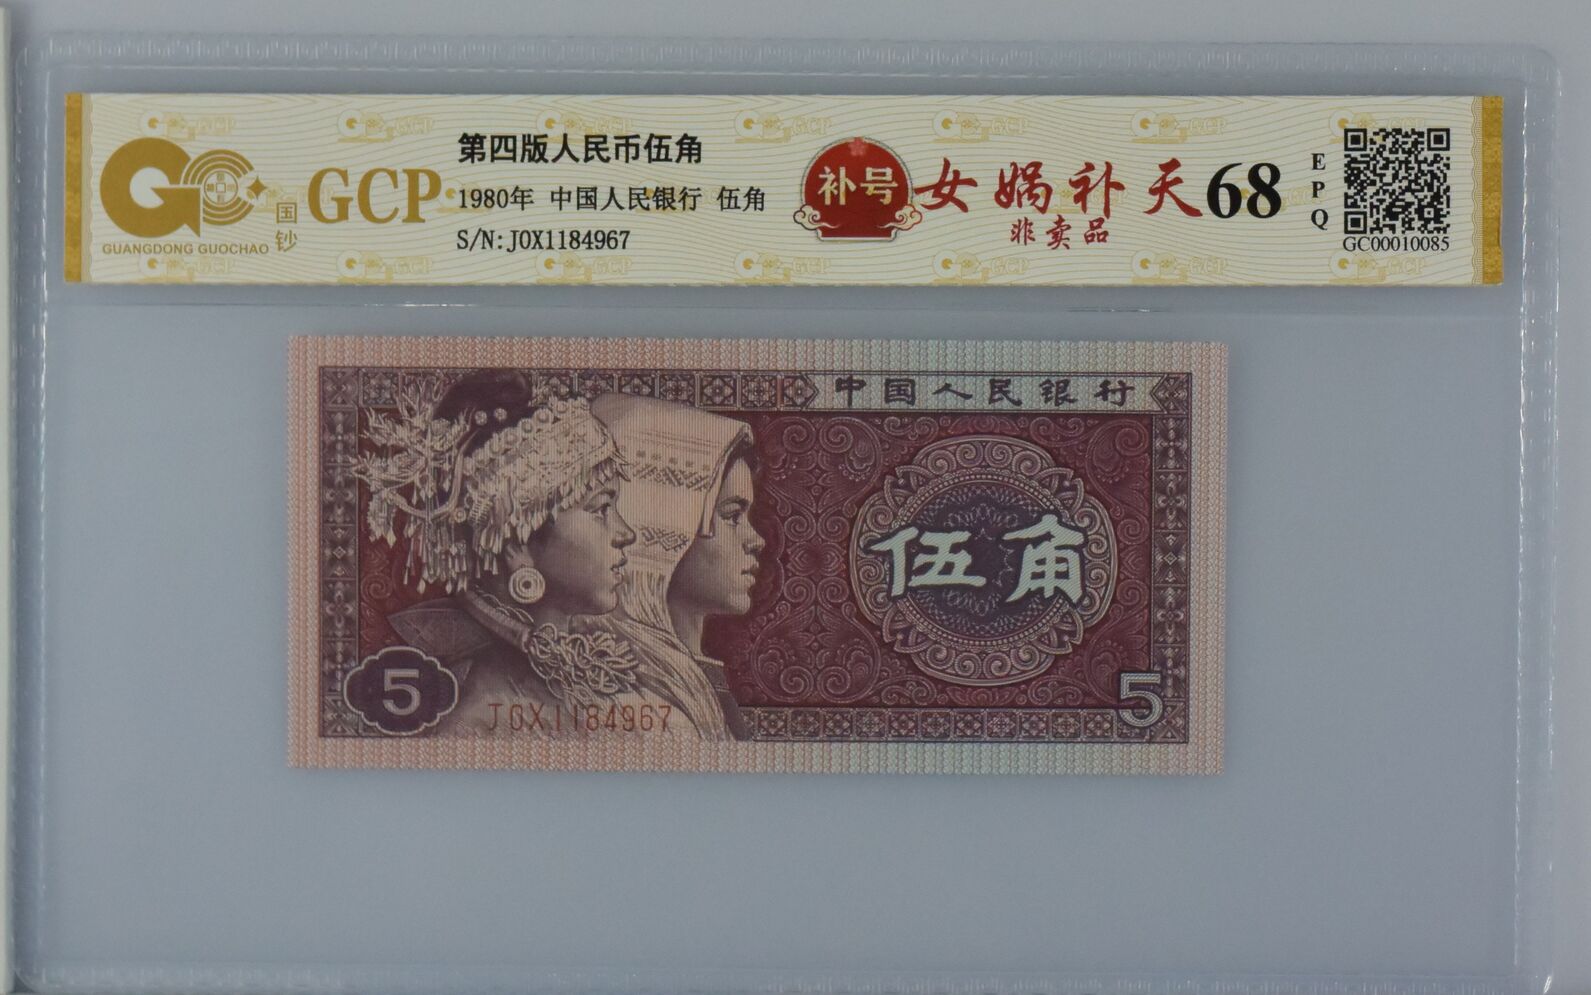 GCP
国钞
GUANGDONG GUOCHAO
第四版人民币伍角
1980年 中国人民银行 伍角
S/N:J0X1184967
补号
女娲补天
非卖品
68
EPQ
GC00010085
中国人民银行
伍角
5
J0X1184967
5